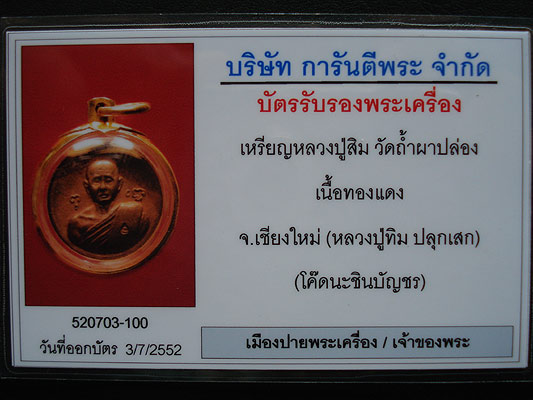 บริษัท การันตีพระ จำกัด
บัตรรับรองพระเครื่อง
เหรียญหลวงปู่สิม วัดถ้ำผาปล่อง
เนื้อทองแดง
จ.เชียงใหม่ (หลวงปู่ทิม ปลุกเสก)
(โค๊ดนะชินบัญชร)
520703-100
วันที่ออกบัตร 3/7/2552
เมืองปายพระเครื่อง / เจ้าของพระ